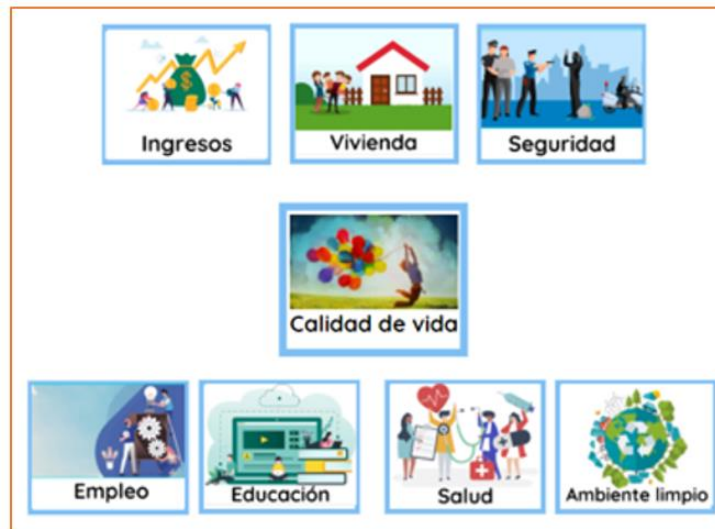 Ingresos
Vivienda
Seguridad
Calidad de vida
Empleo
Educación
Salud
Ambiente limpio